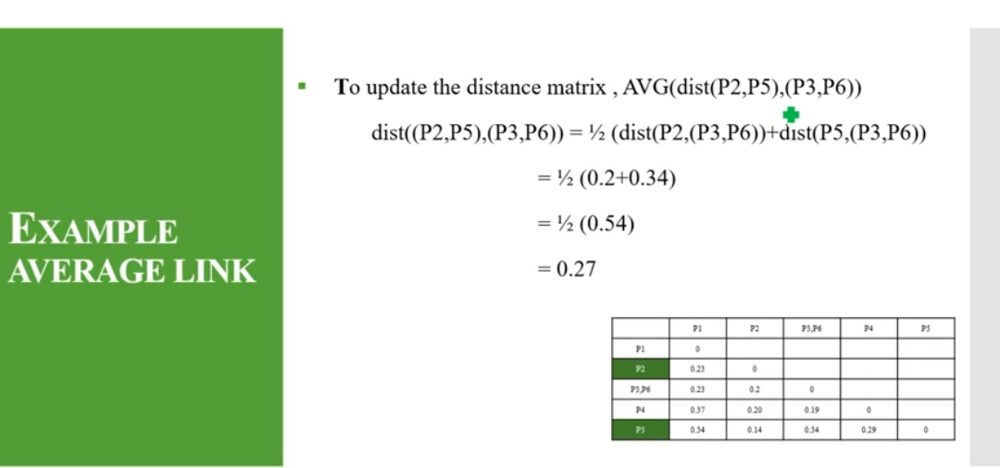 EXAMPLE
AVERAGE LINK
▪ To update the distance matrix , AVG(dist(P2,P5),(P3,P6))
dist((P2,P5),(P3,P6)) = ½ (dist(P2,(P3,P6))+dist(P5,(P3,P6))
= ½ (0.2+0.34)
= ½ (0.54)
= 0.27
P1 P2 P3,P6 P4 P5
P1 0
P2 0.23 0
P3,P6 0.23 0.2 0
P4 0.37 0.20 0.19 0
P5 0.34 0.14 0.34 0.29 0